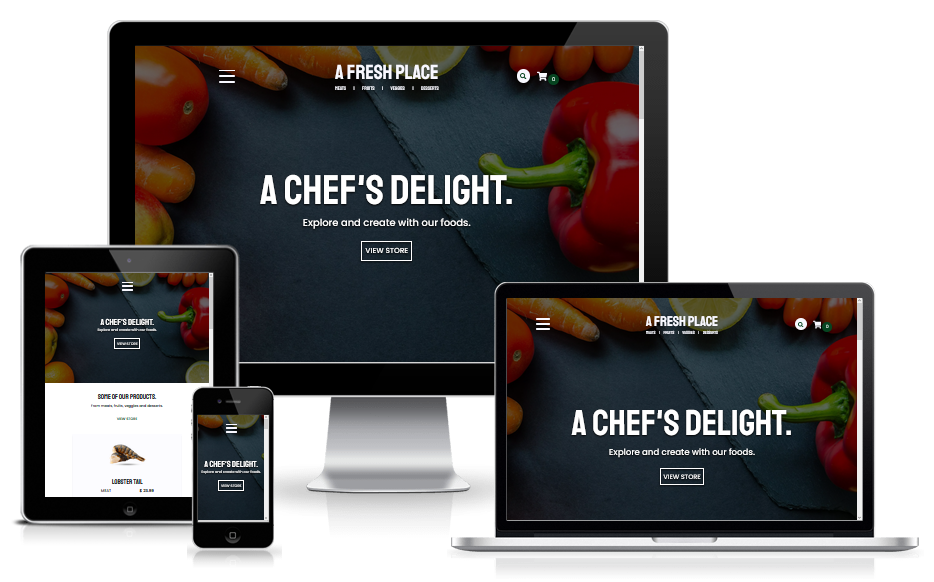 A FRESH PLACE
MEATS | FRUITS | VEGGIES | DESSERTS
0
A CHEF'S DELIGHT.
Explore and create with our foods.
VIEW STORE
A CHEF'S DELIGHT.
Explore and create with our foods.
VIEW STORE
SOME OF OUR PRODUCTS.
From meats, fruits, veggies and desserts
VIEW STORE
LOBSTER TAIL
MEAT
A CHEF'S DELIGHT.
Explore and create with our foods.
VIEW STORE
A FRESH PLACE
MEATS | FRUITS | VEGGIES | DESSERTS
0
A CHEF'S DELIGHT.
Explore and create with our foods.
VIEW STORE